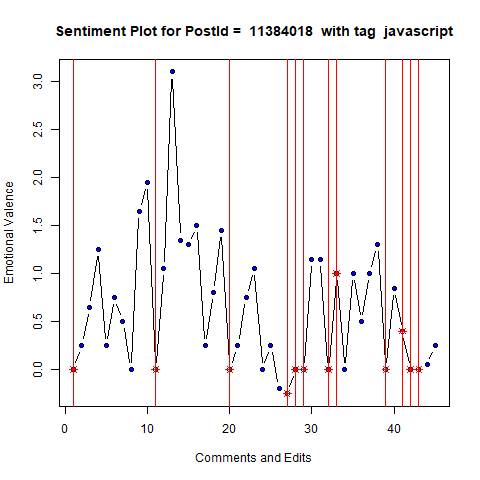 Sentiment Plot for PostId = 11384018 with tag javascript
Emotional Valence
3.0
2.5
2.0
1.5
1.0
0.5
0.0
0 10 20 30 40
Comments and Edits